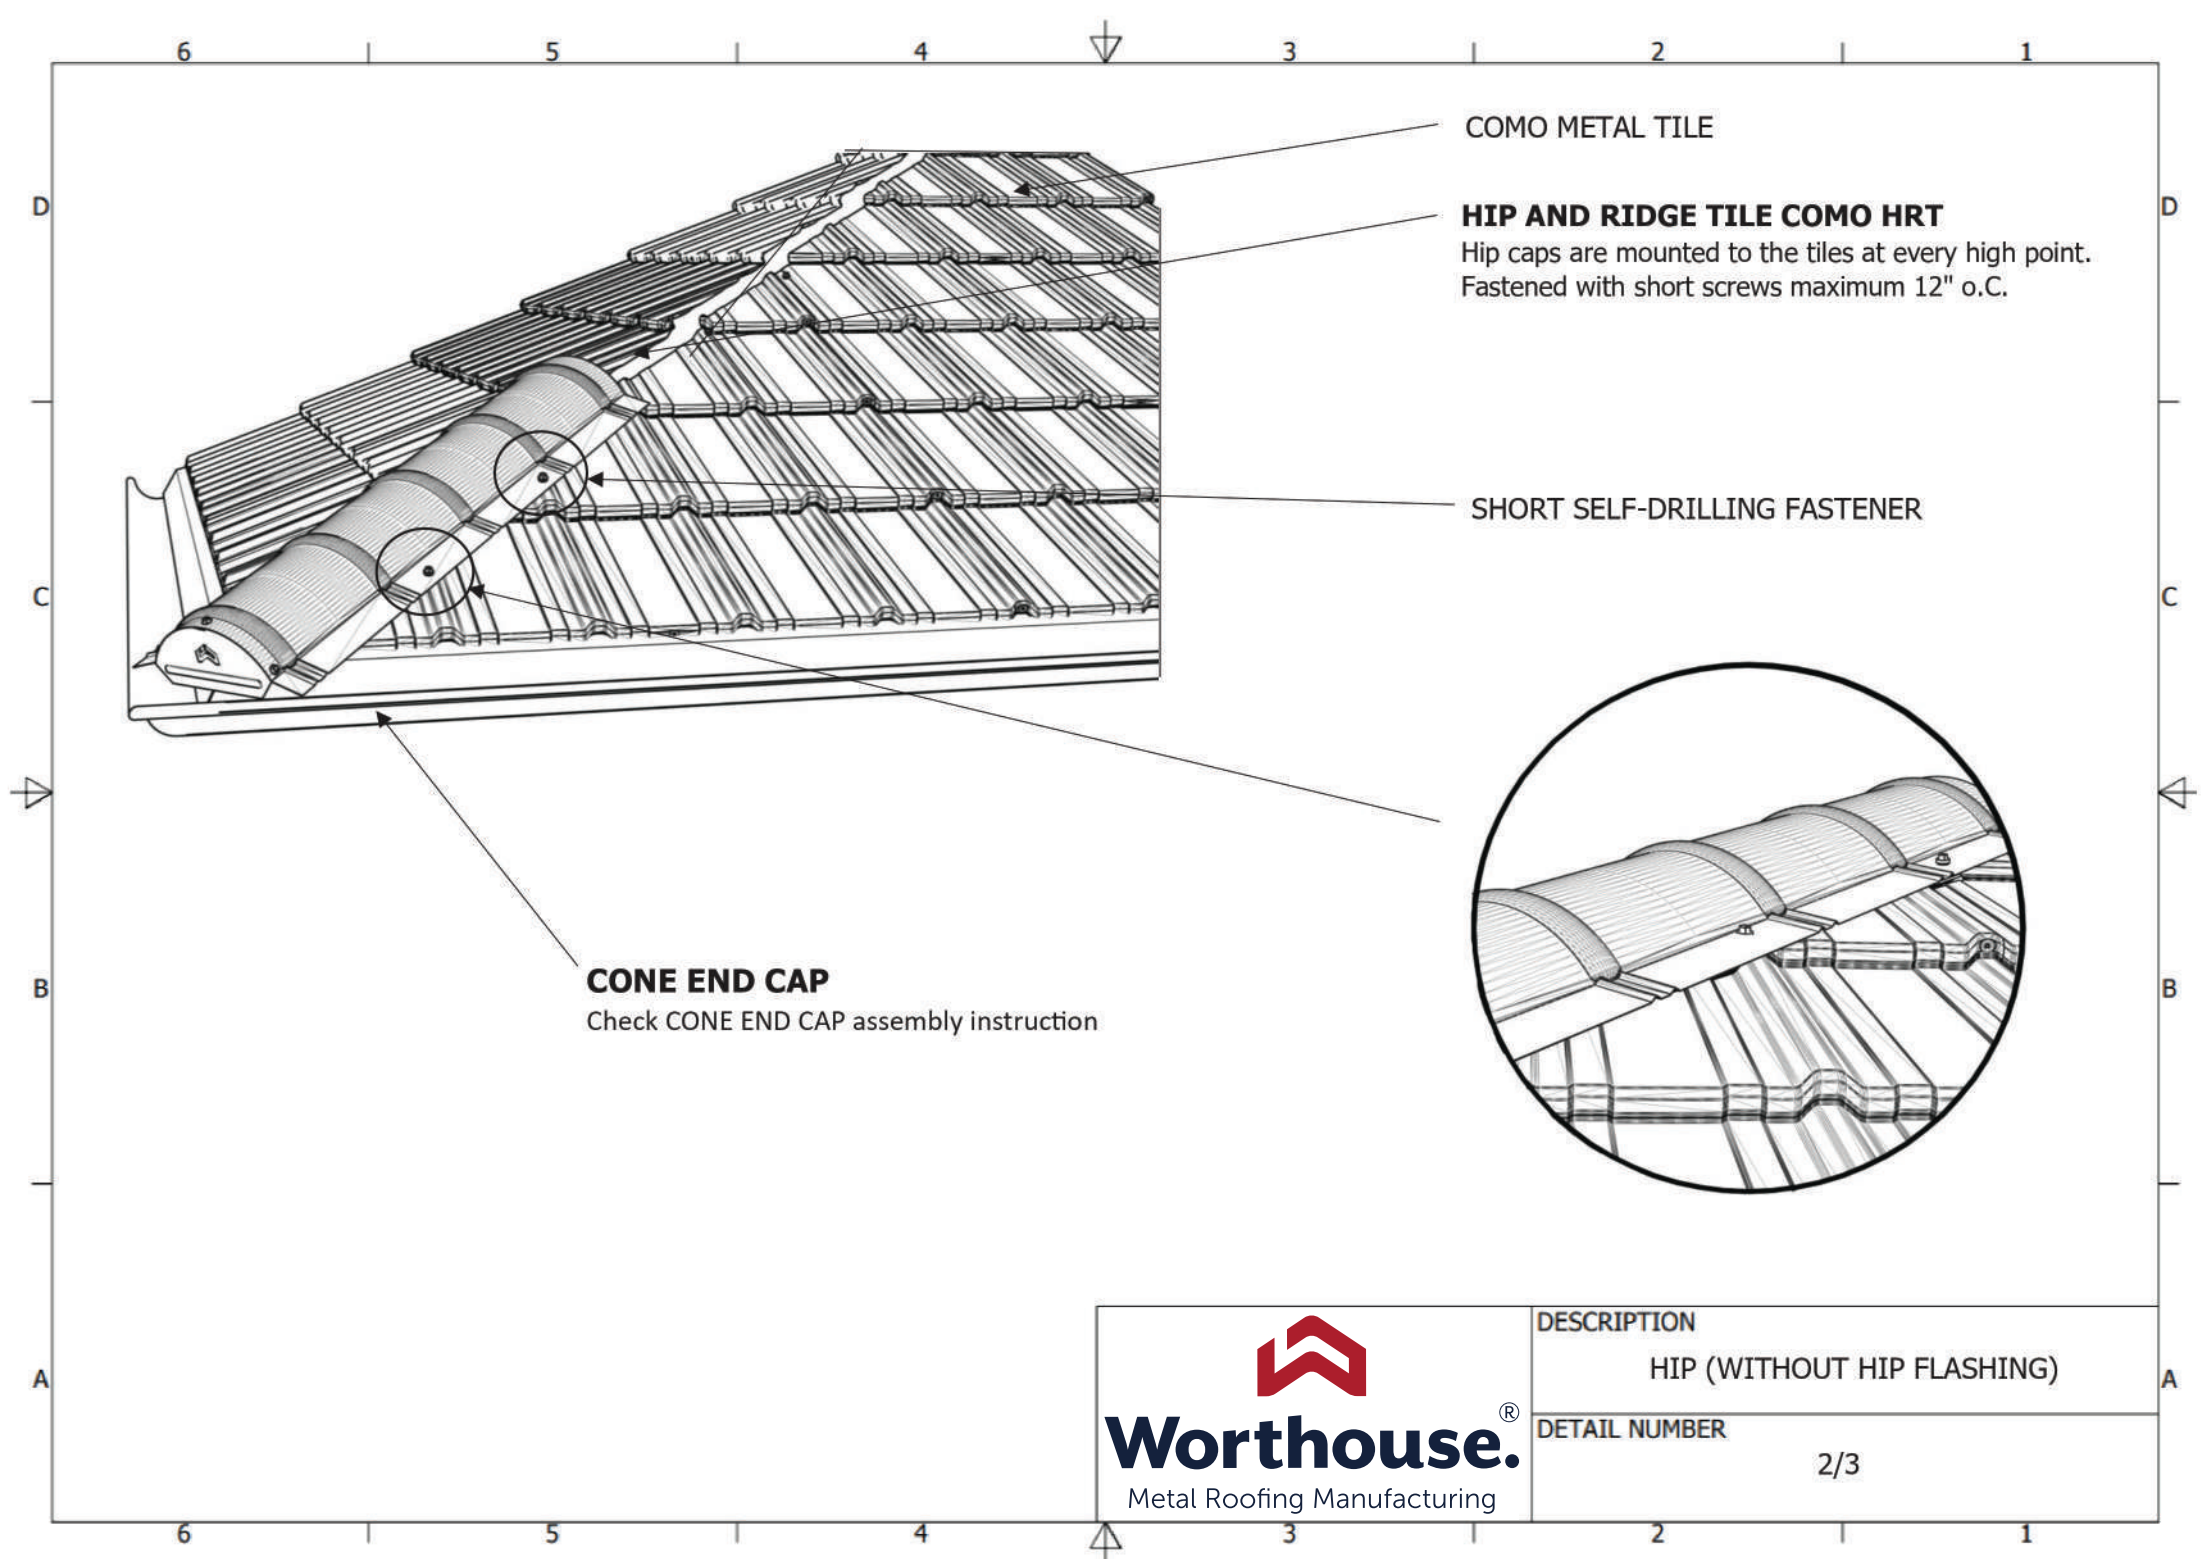 6 5 4 3 2 1
COMO METAL TILE
D D
HIP AND RIDGE TILE COMO HRT
Hip caps are mounted to the tiles at every high point.
Fastened with short screws maximum 12" o.C.
SHORT SELF-DRILLING FASTENER
C C
CONE END CAP
Check CONE END CAP assembly instruction
B B
DESCRIPTION
HIP (WITHOUT HIP FLASHING)
A A
Worthouse.®
DETAIL NUMBER
2/3
Metal Roofing Manufacturing
6 5 4 3 2 1